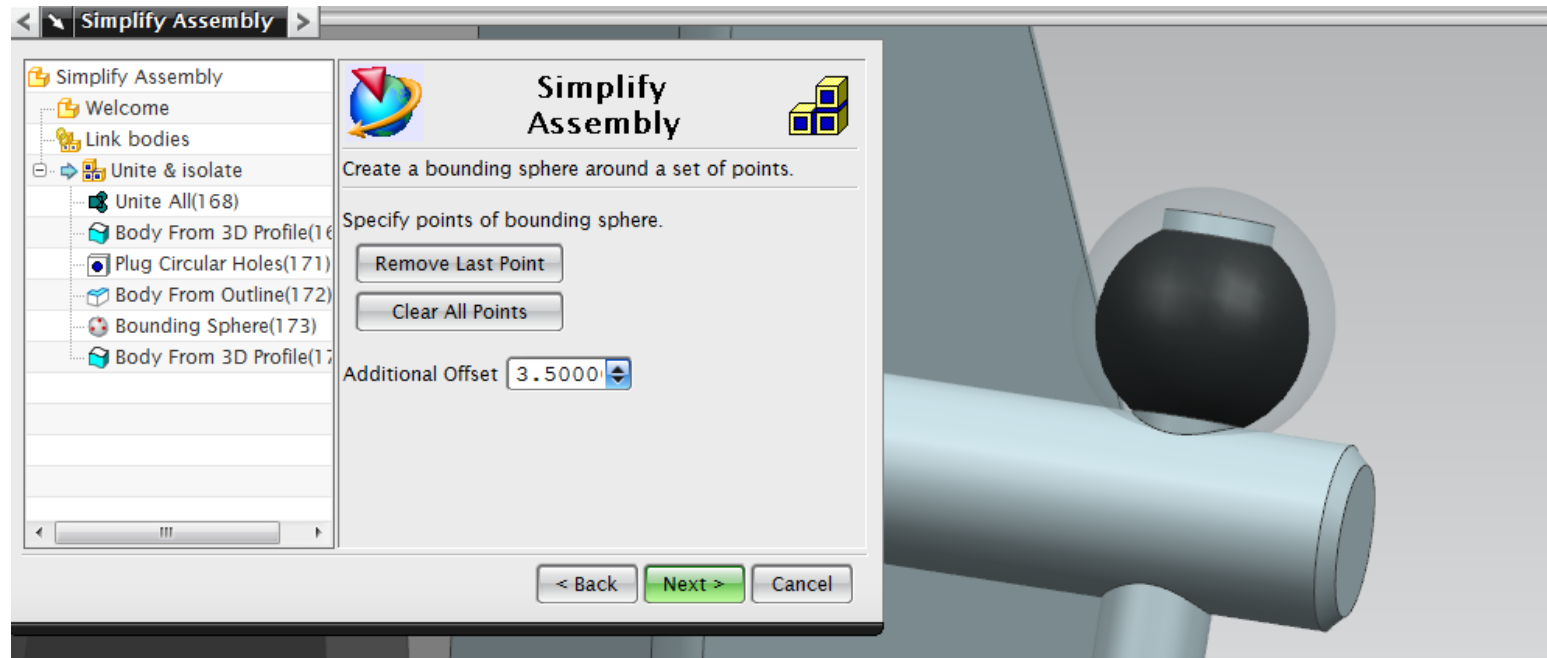 < Simplify Assembly >
Simplify Assembly
Welcome
Link bodies
Unite & isolate
Unite All(168)
Body From 3D Profile(16
Plug Circular Holes(171)
Body From Outline(172)
Bounding Sphere(173)
Body From 3D Profile(17
Simplify
Assembly
Create a bounding sphere around a set of points.
Specify points of bounding sphere.
Remove Last Point
Clear All Points
Additional Offset 3.5000
< Back Next > Cancel